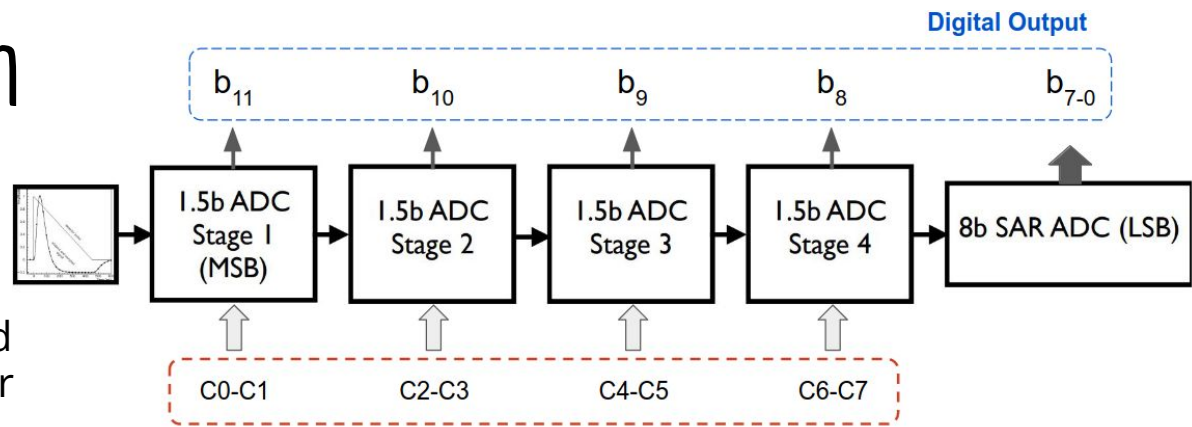 Digital Output
b11 b10 b9 b8 b7-0
1.5b ADC Stage 1 (MSB)
1.5b ADC Stage 2
1.5b ADC Stage 3
1.5b ADC Stage 4
8b SAR ADC (LSB)
C0-C1 C2-C3 C4-C5 C6-C7